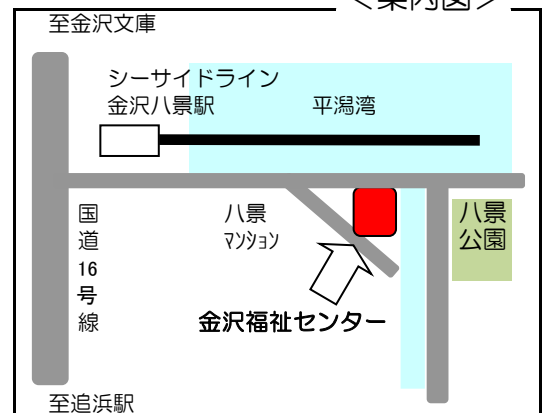 ＜案内図＞
至金沢文庫
シーサイドライン
金沢八景駅
平潟湾
国道16号線
八景
マンション
八景
公園
金沢福祉センター
至追浜駅